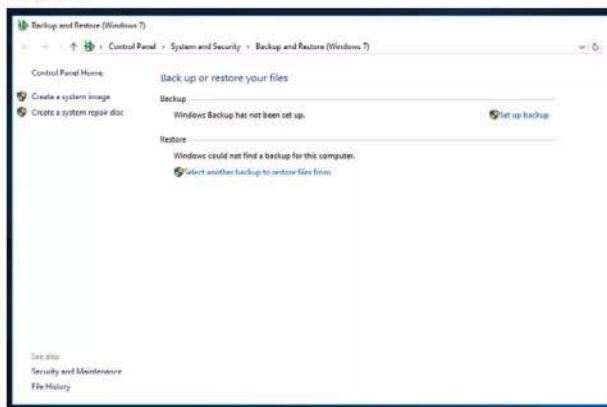 Backup and Restore (Windows 7)
Control Panel › System and Security › Backup and Restore (Windows 7)
Control Panel Home
Create a system image
Create a system repair disc
Back up or restore your files
Backup
Windows Backup has not been set up.
Set up backup
Restore
Windows could not find a backup for this computer.
Select another backup to restore files from
See also
Security and Maintenance
File History